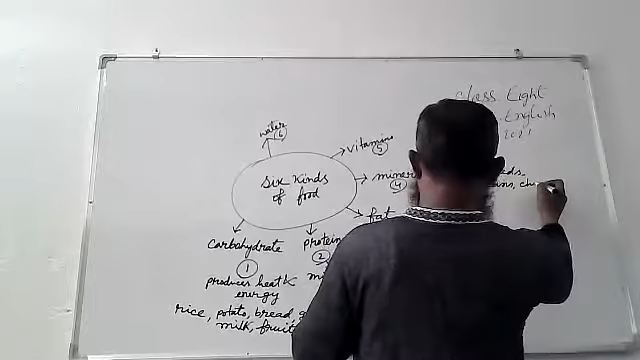 Class Eight
English
water
6
vitamins
5
Six Kinds
of food
4
fat
Carbohydrate
1
protein
2
produces heat &
energy
rice, potato, bread
milk, fruit